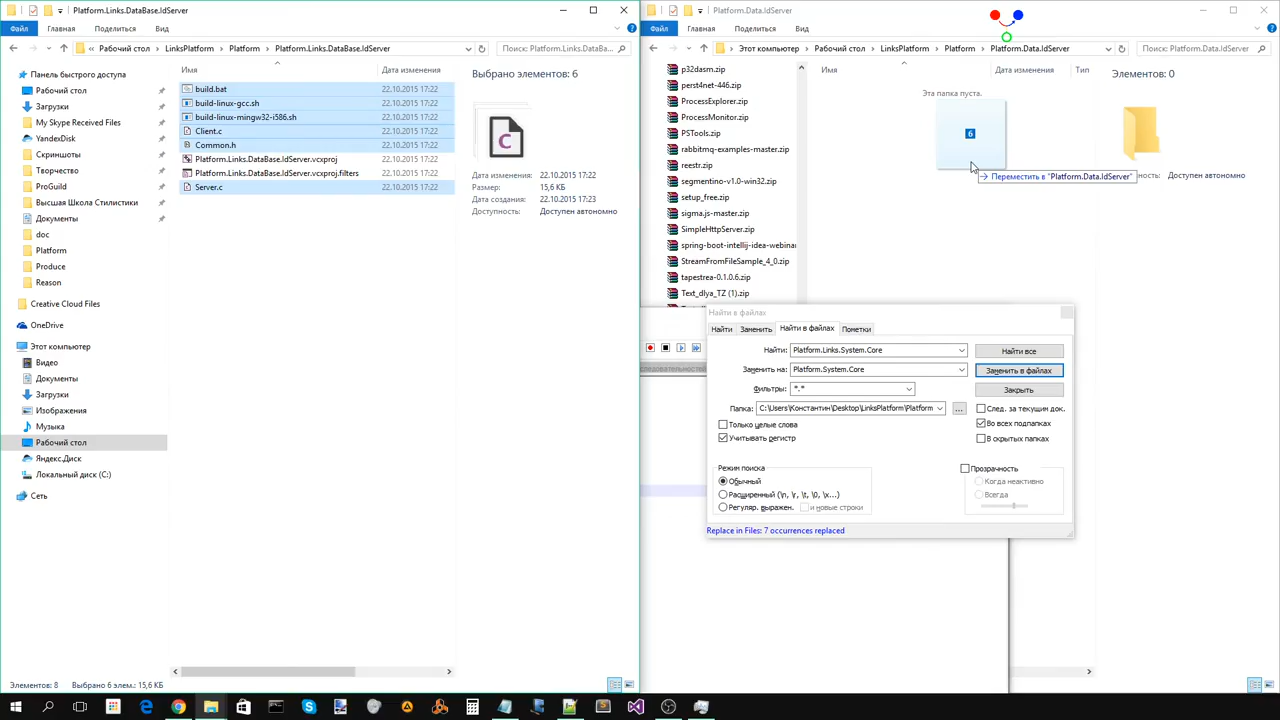 Platform.Links.DataBase.IdServer
Файл
Главная
Поделиться
Вид
Рабочий стол
LinksPlatform
Platform
Platform.Links.DataBase.IdServer
Поиск: Platform.Links.DataBa...
Панель быстрого доступа
Рабочий стол
Загрузки
My Skype Received Files
YandexDisk
Скриншоты
Творчество
ProGuild
Высшая Школа Стилистики
Документы
doc
Platform
Produce
Reason
Creative Cloud Files
OneDrive
Этот компьютер
Видео
Документы
Загрузки
Изображения
Музыка
Рабочий стол
Яндекс.Диск
Локальный диск (C:)
Сеть
Имя
Дата изменения
build.bat
22.10.2015 17:22
build-linux-gcc.sh
22.10.2015 17:22
build-linux-mingw32-i586.sh
22.10.2015 17:22
Client.c
22.10.2015 17:22
Common.h
22.10.2015 17:22
Platform.Links.DataBase.IdServer.vcxproj
22.10.2015 17:22
Platform.Links.DataBase.IdServer.vcxproj.filters
22.10.2015 17:22
Server.c
22.10.2015 17:22
Выбрано элементов: 6
Дата изменения:
22.10.2015 17:22
Размер:
15,6 КБ
Дата создания:
22.10.2015 17:23
Доступность:
Доступен автономно
Элементов: 8
Выбрано 6 элем.: 15,6 КБ
Platform.Data.IdServer
Файл
Главная
Поделиться
Вид
Этот компьютер
Рабочий стол
LinksPlatform
Platform
Platform.Data.IdServer
Поиск: Platform.Data.IdServer
p32dasm.zip
perst4net-446.zip
ProcessExplorer.zip
ProcessMonitor.zip
PSTools.zip
rabbitmq-examples-master.zip
reestr.zip
segmentino-v1.0-win32.zip
setup_free.zip
sigma.js-master.zip
SimpleHttpServer.zip
spring-boot-intellij-idea-webinar
StreamFromFileSample_4_0.zip
tapestrea-0.1.0.6.zip
Text_dlya_TZ (1).zip
Имя
Дата изменения
Тип
Эта папка пуста.
6
Переместить в "Platform.Data.IdServer"
Элементов: 0
Доступен автономно
Найти в файлах
Найти
Заменить
Найти в файлах
Пометки
Найти:
Platform.Links.System.Core
Найти все
Заменить на:
Platform.System.Core
Заменить в файлах
Фильтры:
*.*
Закрыть
Папка:
C:\Users\Константин\Desktop\LinksPlatform\Platform
...
След. за текущин док.
Только целые слова
Во всех подпапках
Учитывать регистр
В скрытых папках
Режим поиска
Обычный
Расширенный (\n, \r, \t, \0, \x...)
Регуляр. выражен.
и новые строки
Прозрачность
Когда неактивно
Всегда
Replace in Files: 7 occurrences replaced